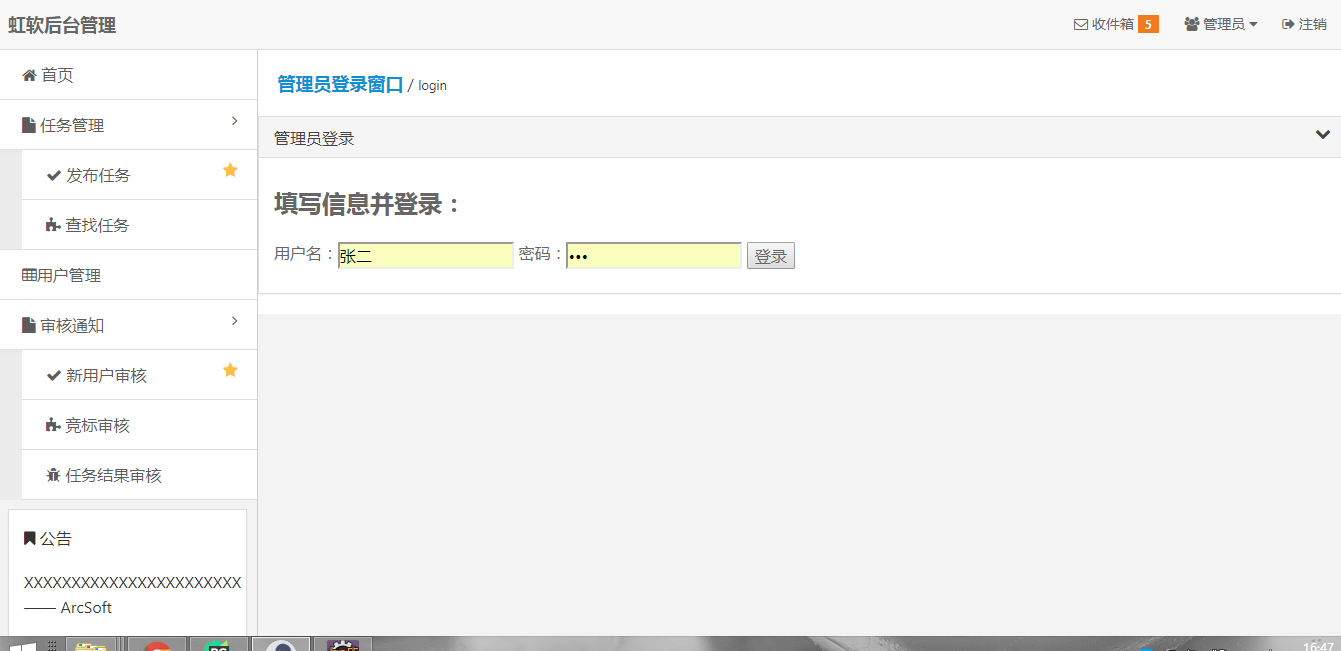 虹软后台管理
收件箱 5 管理员 注销
首页
任务管理
发布任务
查找任务
用户管理
审核通知
新用户审核
竞标审核
任务结果审核
公告
XXXXXXXXXXXXXXXXXXXXXXX
—— ArcSoft
管理员登录窗口 / login
管理员登录
填写信息并登录：
用户名：张二 密码：••• 登录
16:47